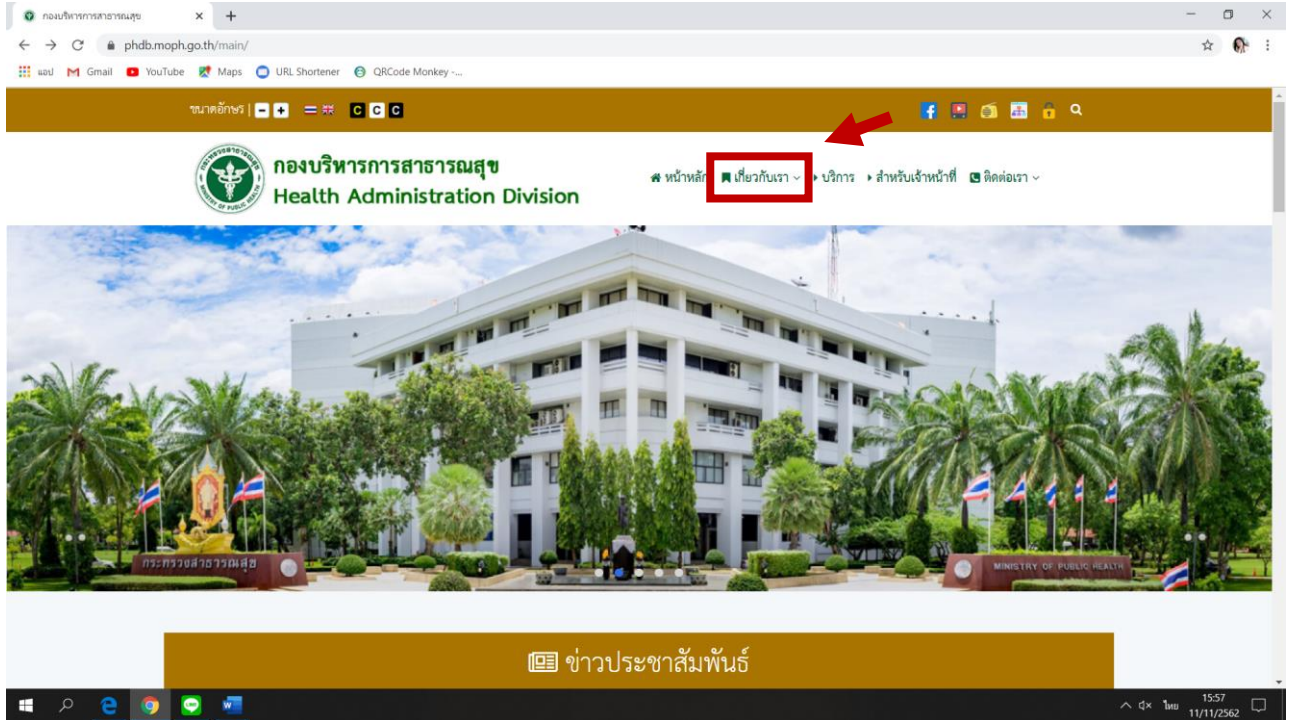 กองบริหารการสาธารณสุข
phdb.moph.go.th/main/
แอป Gmail YouTube Maps URL Shortener QRCode Monkey -...
ขนาดอักษร | - + C C C
กองบริหารการสาธารณสุข
Health Administration Division
หน้าหลัก เกี่ยวกับเรา บริการ สำหรับเจ้าหน้าที่ ติดต่อเรา
กระทรวงสาธารณสุข
MINISTRY OF PUBLIC HEALTH
ข่าวประชาสัมพันธ์
ไทย
15:57
11/11/2562